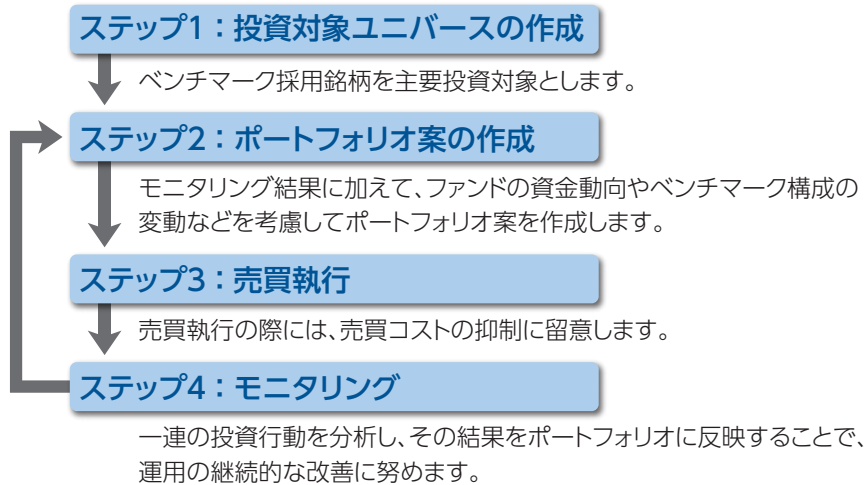 ステップ1：投資対象ユニバースの作成
ベンチマーク採用銘柄を主要投資対象とします。
ステップ2：ポートフォリオ案の作成
モニタリング結果に加えて、ファンドの資金動向やベンチマーク構成の
変動などを考慮してポートフォリオ案を作成します。
ステップ3：売買執行
売買執行の際には、売買コストの抑制に留意します。
ステップ4：モニタリング
一連の投資行動を分析し、その結果をポートフォリオに反映することで、
運用の継続的な改善に努めます。